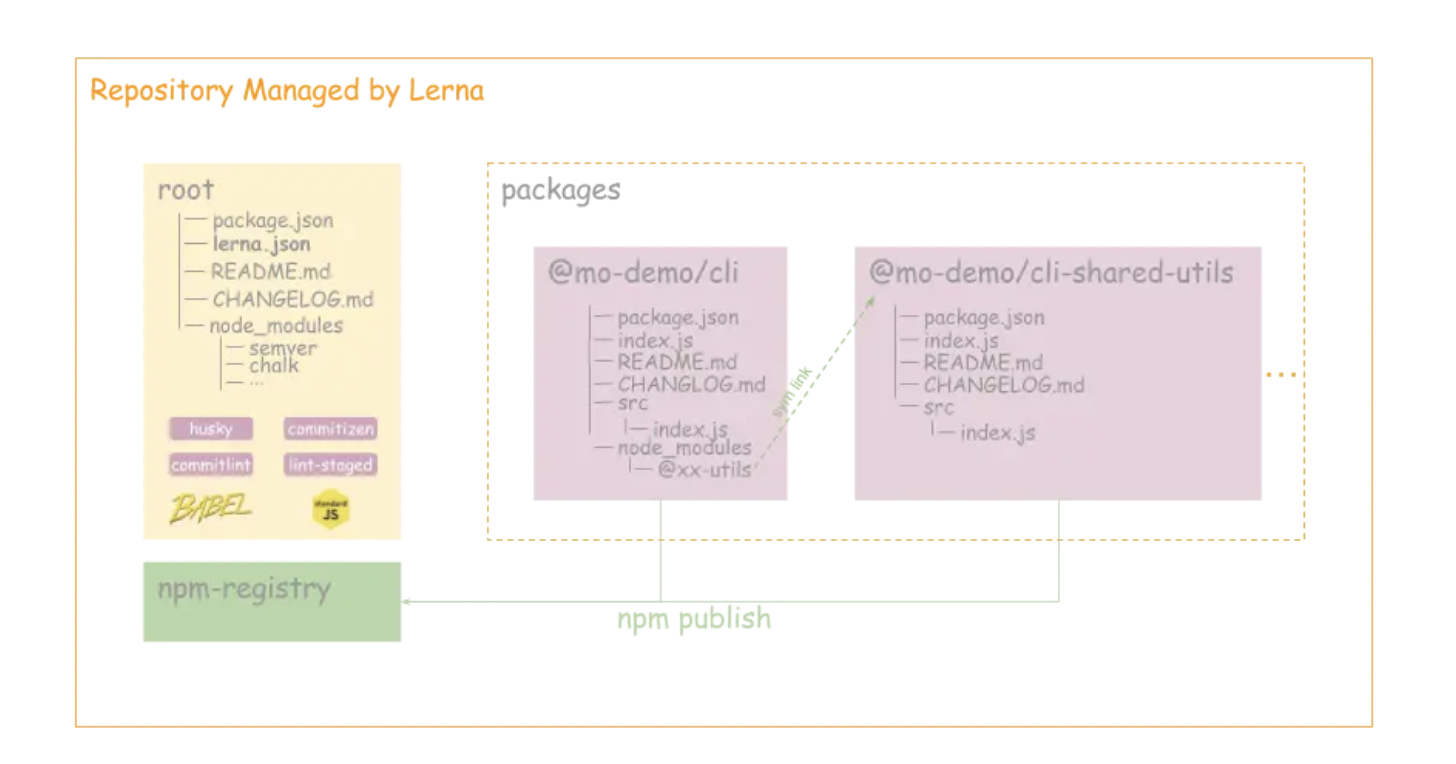 Repository Managed by Lerna
root
package.json
lerna.json
README.md
CHANGELOG.md
node_modules
semver
chalk
...
husky
commitizen
commitlint
lint-staged
BABEL
standard
JS
npm-registry
packages
@mo-demo/cli
package.json
index.js
README.md
CHANGLOG.md
src
index.js
node_modules
@xx-utils
sym link
@mo-demo/cli-shared-utils
package.json
index.js
README.md
CHANGELOG.md
src
index.js
...
npm publish